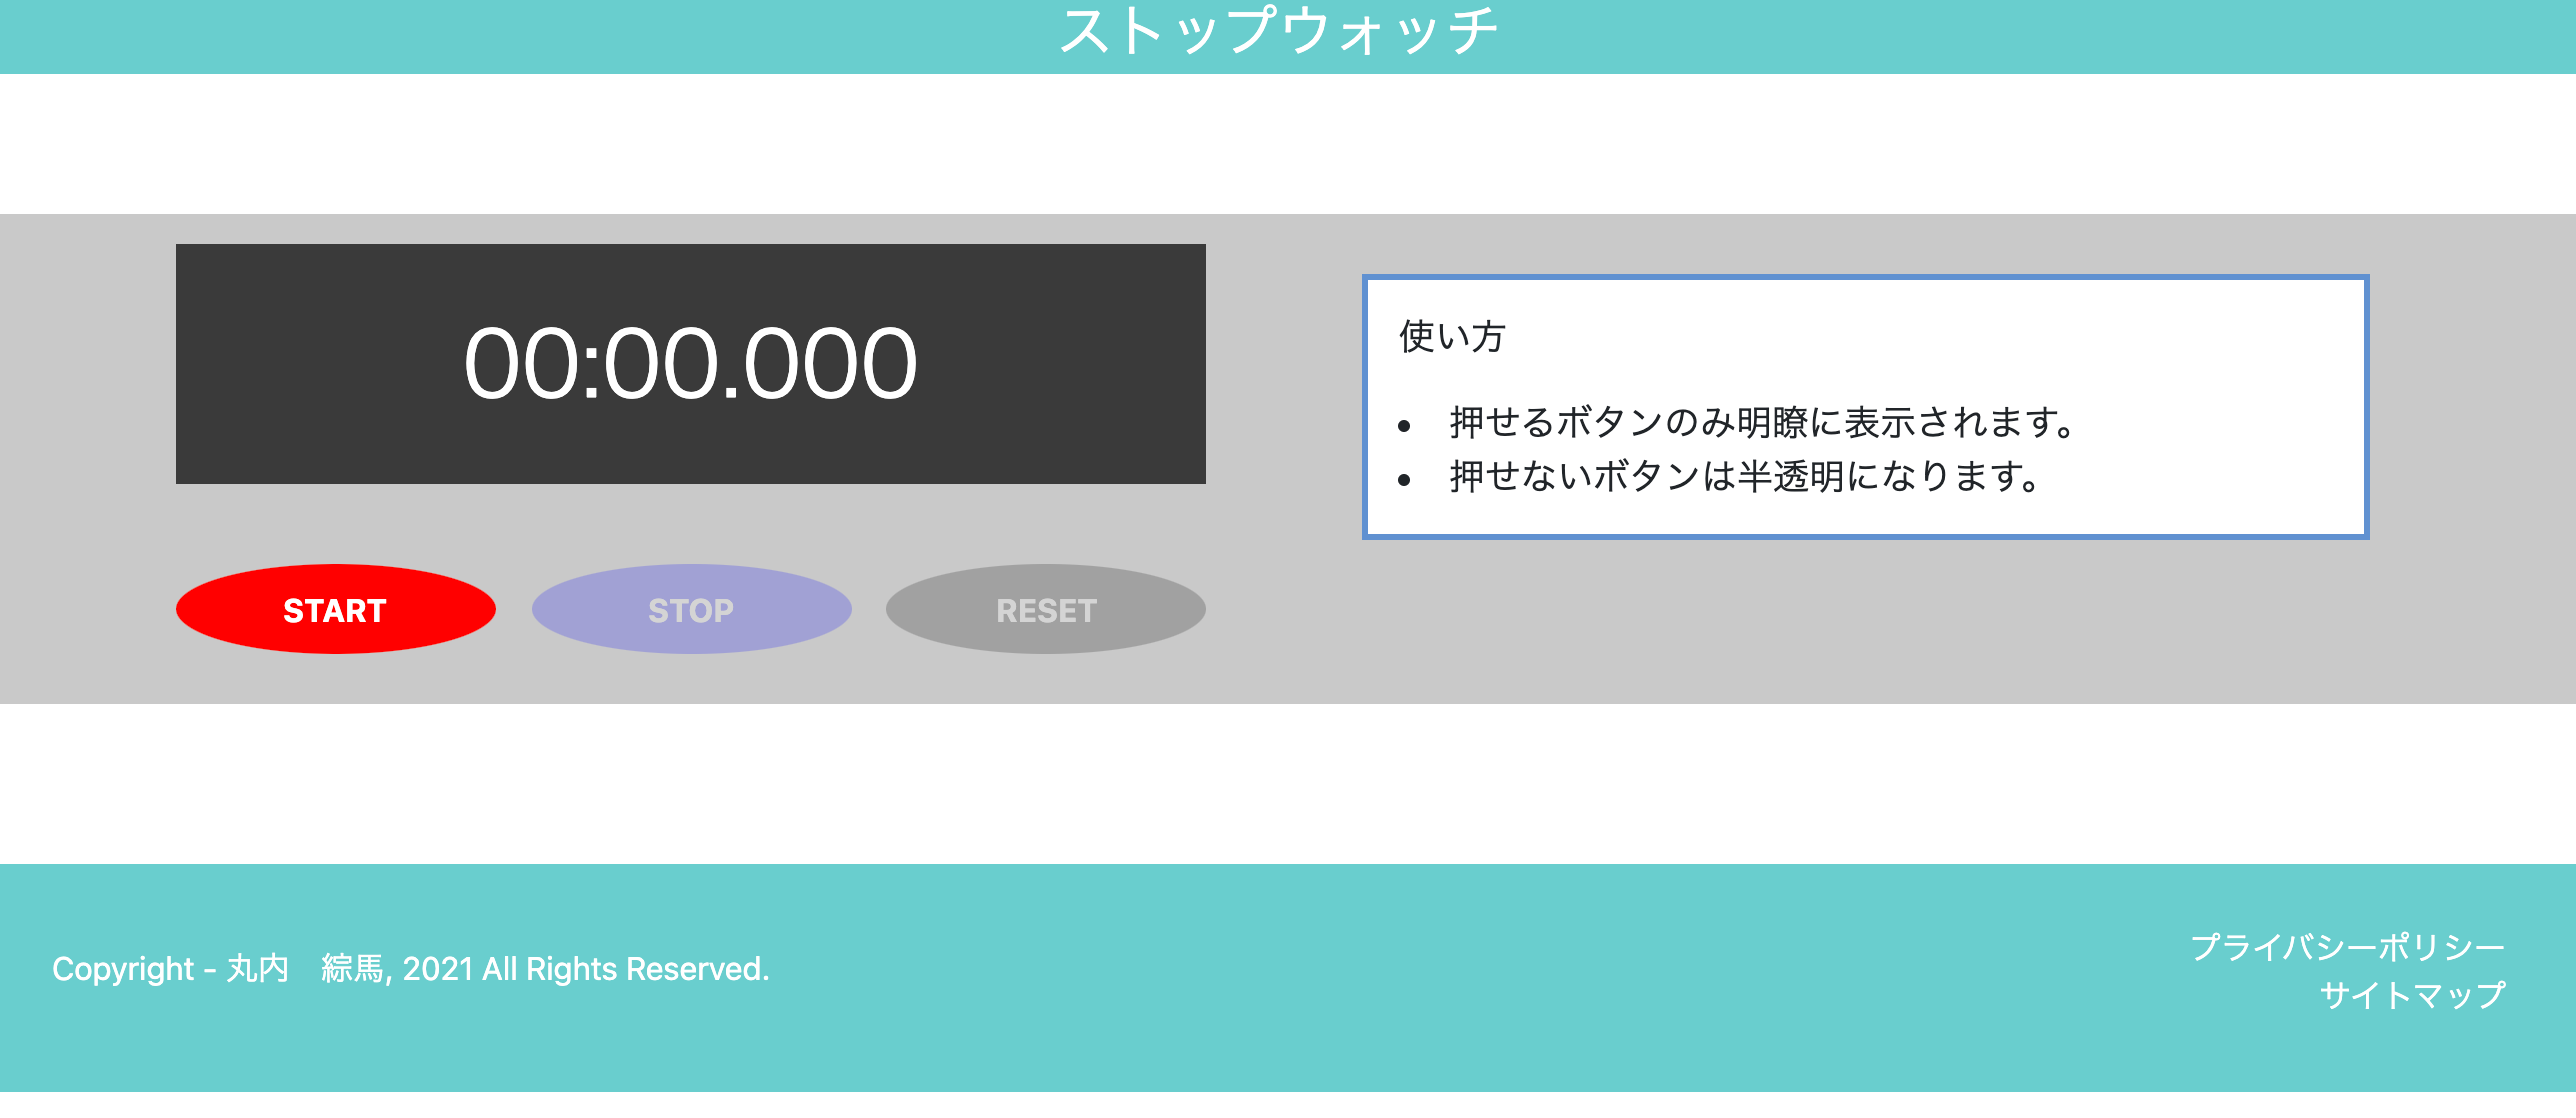 ストップウォッチ
00:00.000
START
STOP
RESET
使い方
• 押せるボタンのみ明瞭に表示されます。
• 押せないボタンは半透明になります。
Copyright - 丸内　綜馬, 2021 All Rights Reserved.
プライバシーポリシー
サイトマップ